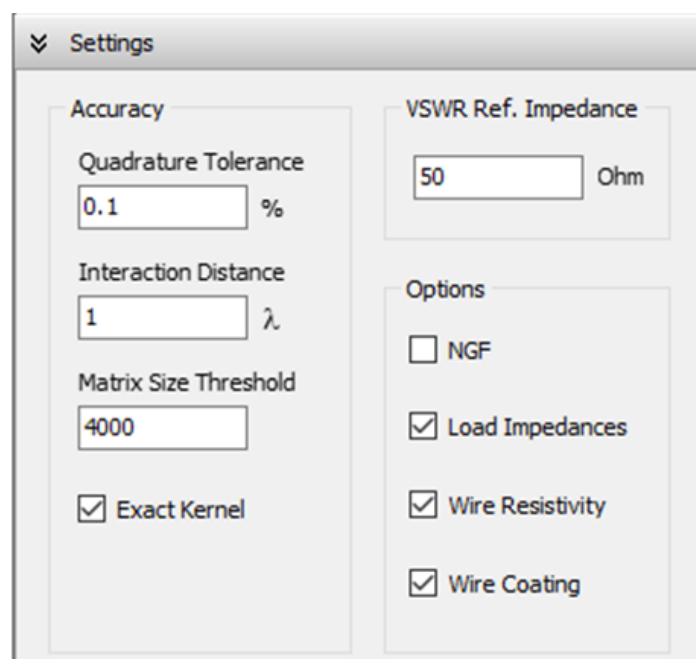 Settings
Accuracy
Quadrature Tolerance
0.1 %
Interaction Distance
1 λ
Matrix Size Threshold
4000
Exact Kernel
VSWR Ref. Impedance
50 Ohm
Options
NGF
Load Impedances
Wire Resistivity
Wire Coating